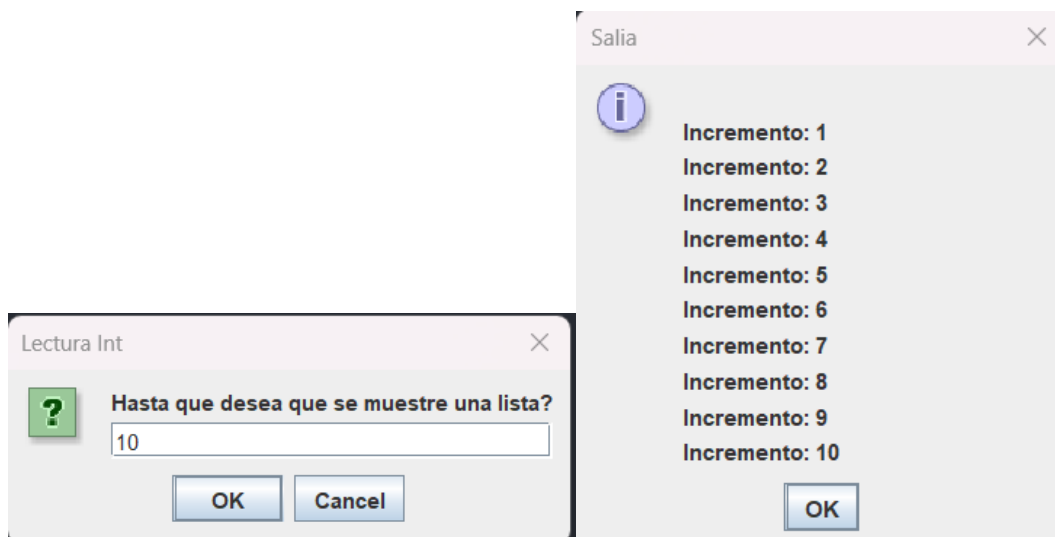 Lectura Int
Hasta que desea que se muestre una lista?
10
OK
Cancel
Salia
Incremento: 1
Incremento: 2
Incremento: 3
Incremento: 4
Incremento: 5
Incremento: 6
Incremento: 7
Incremento: 8
Incremento: 9
Incremento: 10
OK